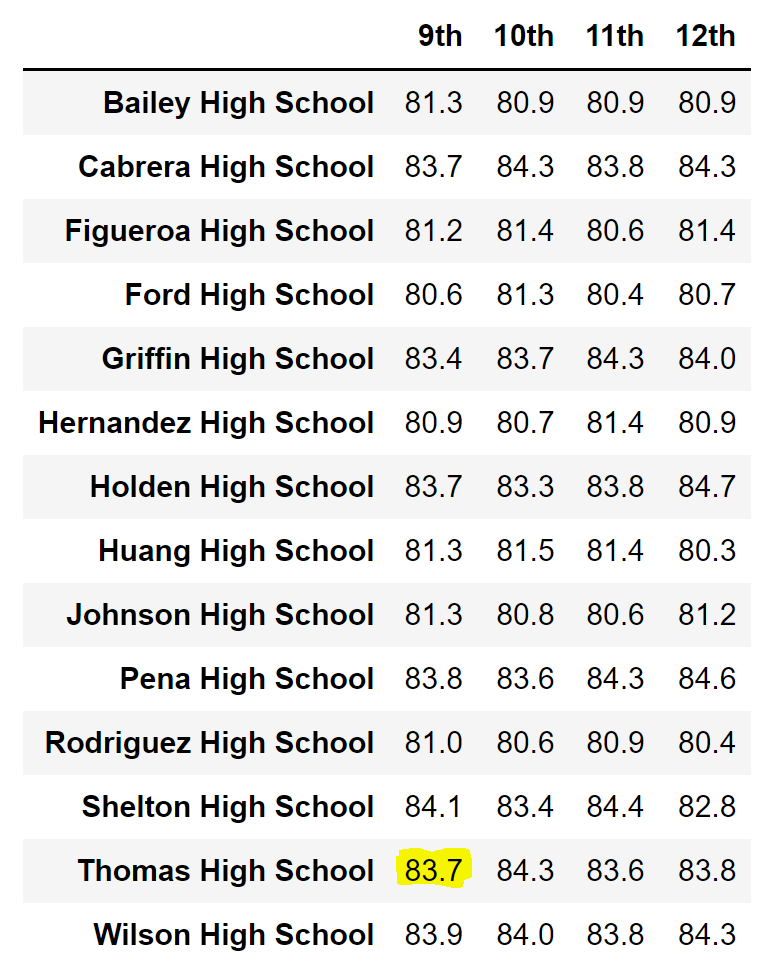 9th 10th 11th 12th
Bailey High School 81.3 80.9 80.9 80.9
Cabrera High School 83.7 84.3 83.8 84.3
Figueroa High School 81.2 81.4 80.6 81.4
Ford High School 80.6 81.3 80.4 80.7
Griffin High School 83.4 83.7 84.3 84.0
Hernandez High School 80.9 80.7 81.4 80.9
Holden High School 83.7 83.3 83.8 84.7
Huang High School 81.3 81.5 81.4 80.3
Johnson High School 81.3 80.8 80.6 81.2
Pena High School 83.8 83.6 84.3 84.6
Rodriguez High School 81.0 80.6 80.9 80.4
Shelton High School 84.1 83.4 84.4 82.8
Thomas High School 83.7 84.3 83.6 83.8
Wilson High School 83.9 84.0 83.8 84.3